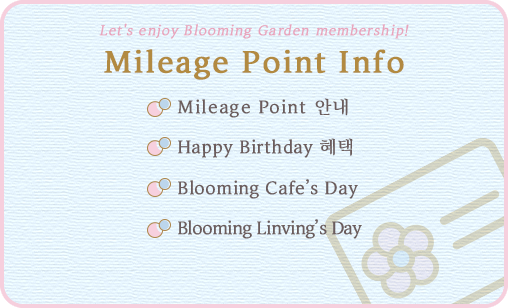 Let's enjoy Blooming Garden membership!
Mileage Point Info
Mileage Point 안내
Happy Birthday 혜택
Blooming Cafe’s Day
Blooming Linving’s Day